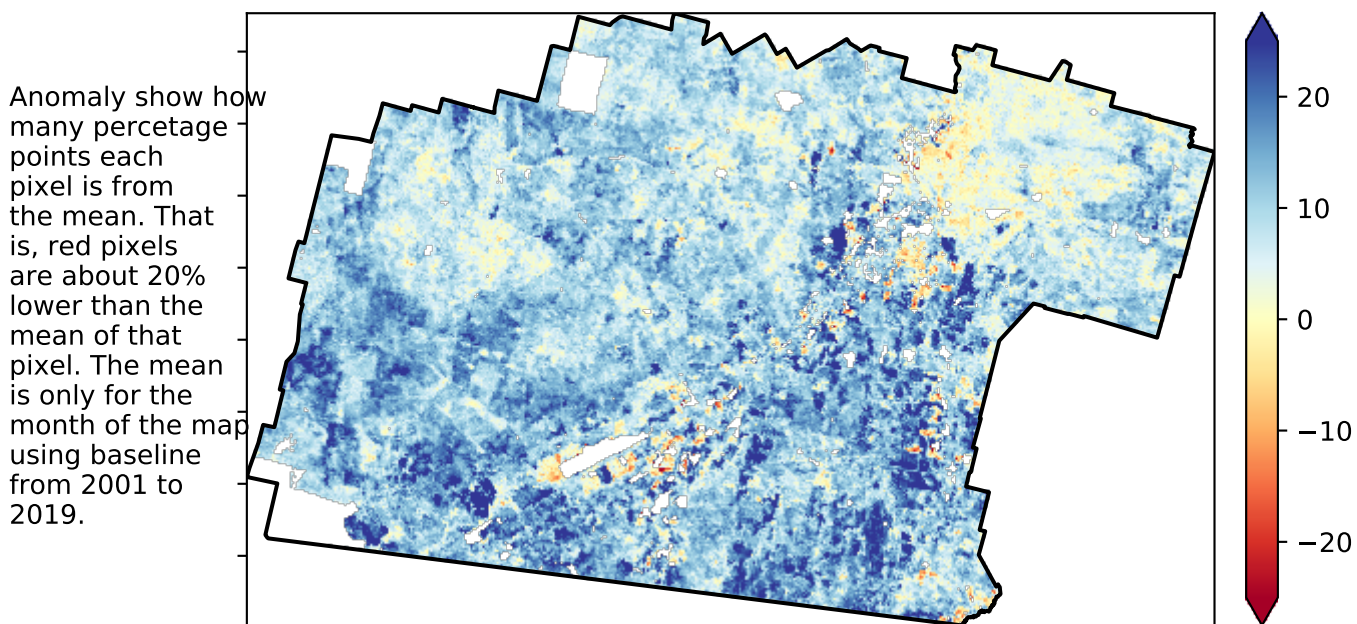 Anomaly show how
many percetage
points each
pixel is from
the mean. That
is, red pixels
are about 20%
lower than the
mean of that
pixel. The mean
is only for the
month of the map
using baseline
from 2001 to
2019.
20
10
0
−10
−20